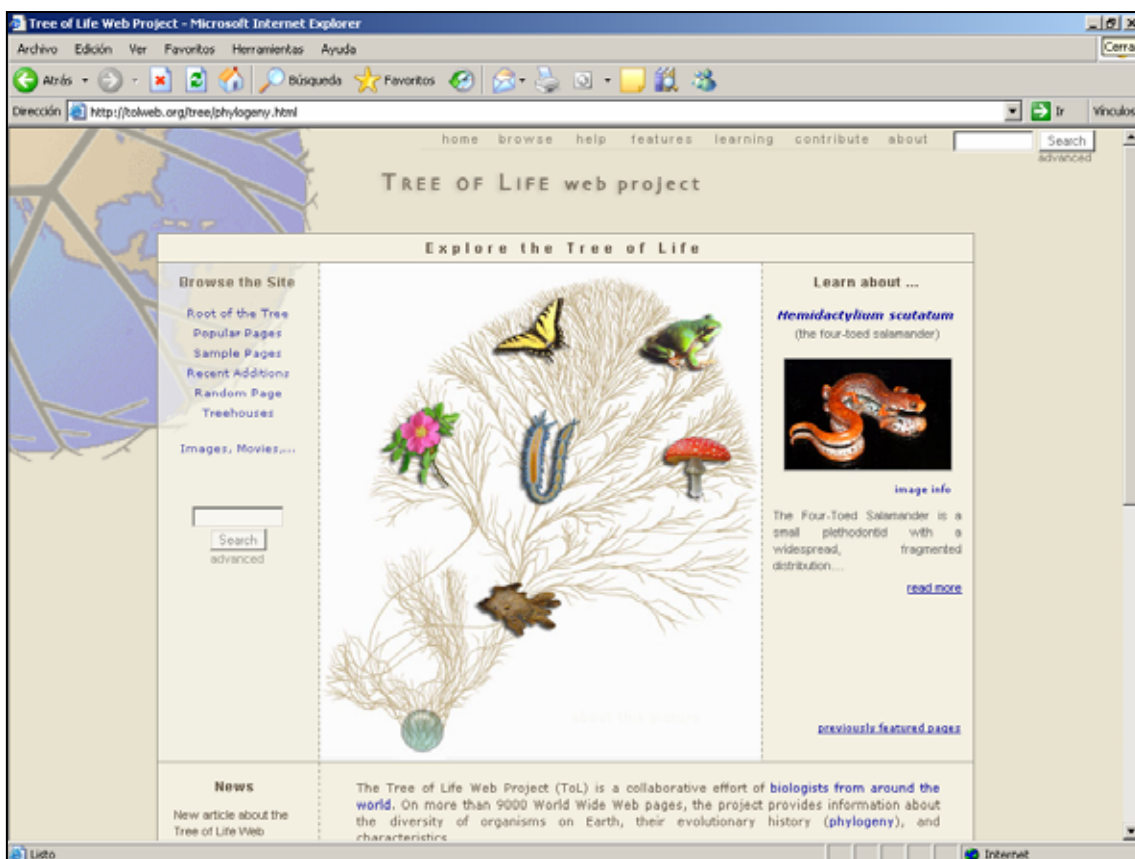 Tree of Life Web Project - Microsoft Internet Explorer
Archivo Edición Ver Favoritos Herramientas Ayuda
Cerra
Atrás Búsqueda Favoritos
Dirección http://tolweb.org/tree/phylogeny.html Ir Vínculos
home browse help features learning contribute about Search
advanced
TREE OF LIFE web project
Explore the Tree of Life
Browse the Site
Root of the Tree
Popular Pages
Sample Pages
Recent Additions
Random Page
Treehouses
Images, Movies,...
Search
advanced
Learn about ...
Hemidactylium scutatum
(the four-toed salamander)
image info
The Four-Toed Salamander is a
small plethodontid with a
widespread, fragmented
distribution....
read more
previously featured pages
News
New article about the
Tree of Life Web
The Tree of Life Web Project (ToL) is a collaborative effort of biologists from around the
world. On more than 9000 World Wide Web pages, the project provides information about
the diversity of organisms on Earth, their evolutionary history (phylogeny), and
characteristics.
Listo Internet